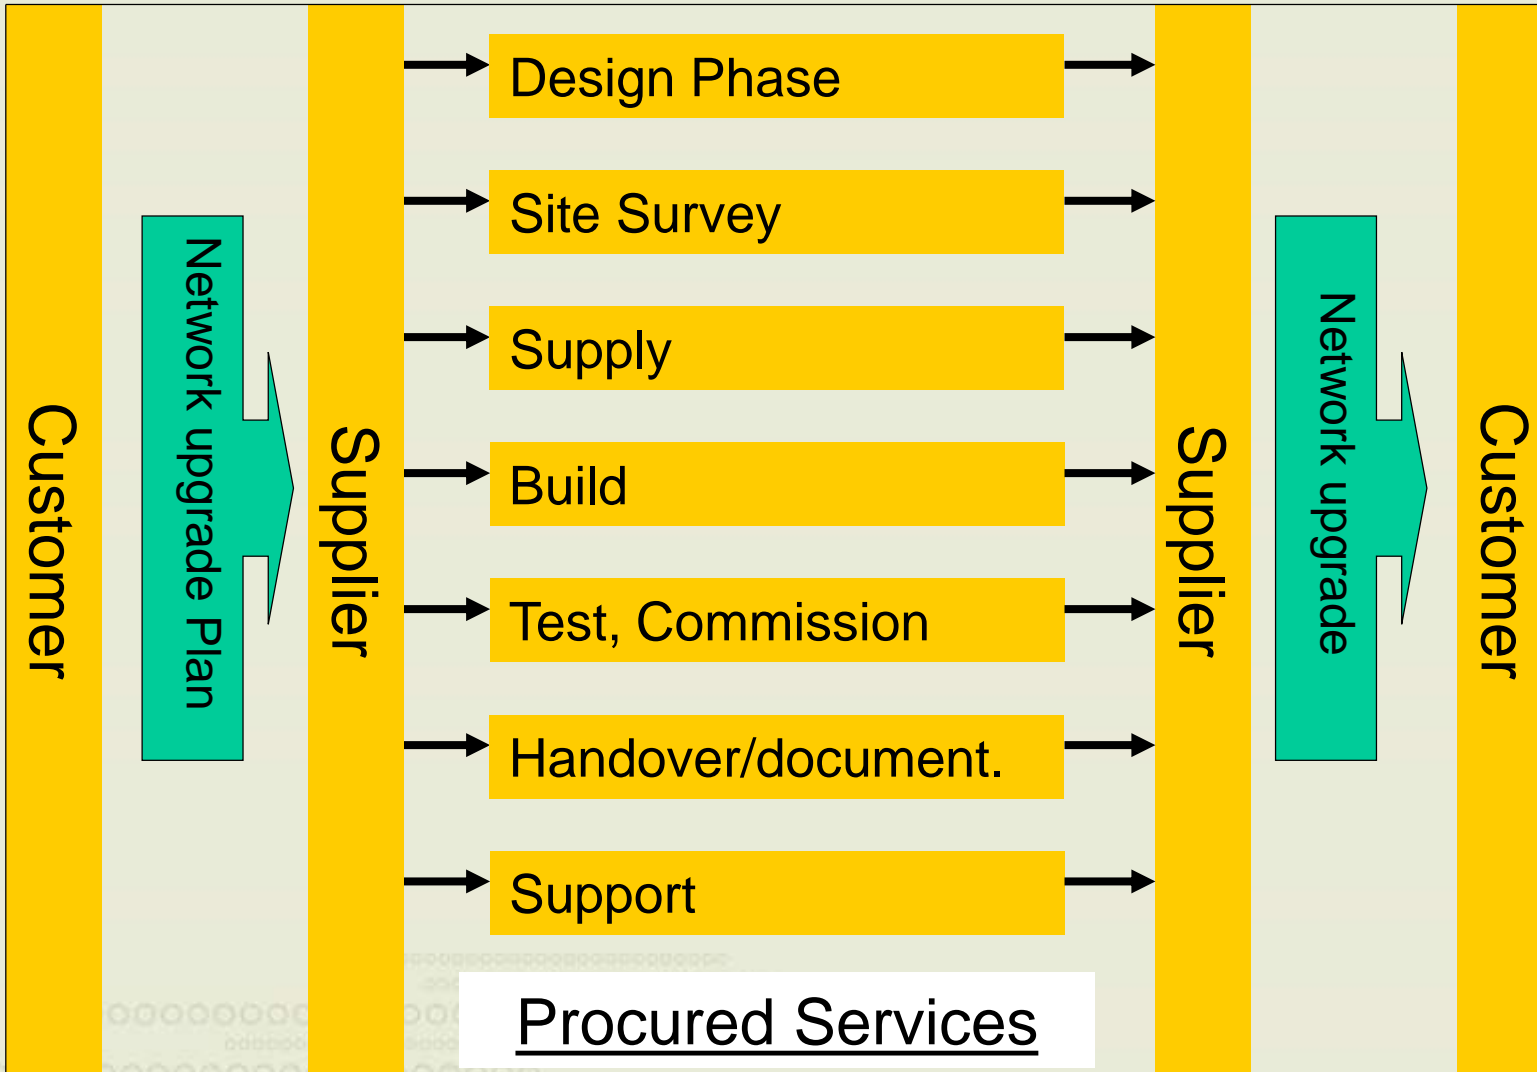 Customer
Network upgrade Plan
Supplier
Design Phase
Site Survey
Supply
Build
Test, Commission
Handover/document.
Support
Procured Services
Supplier
Network upgrade
Customer